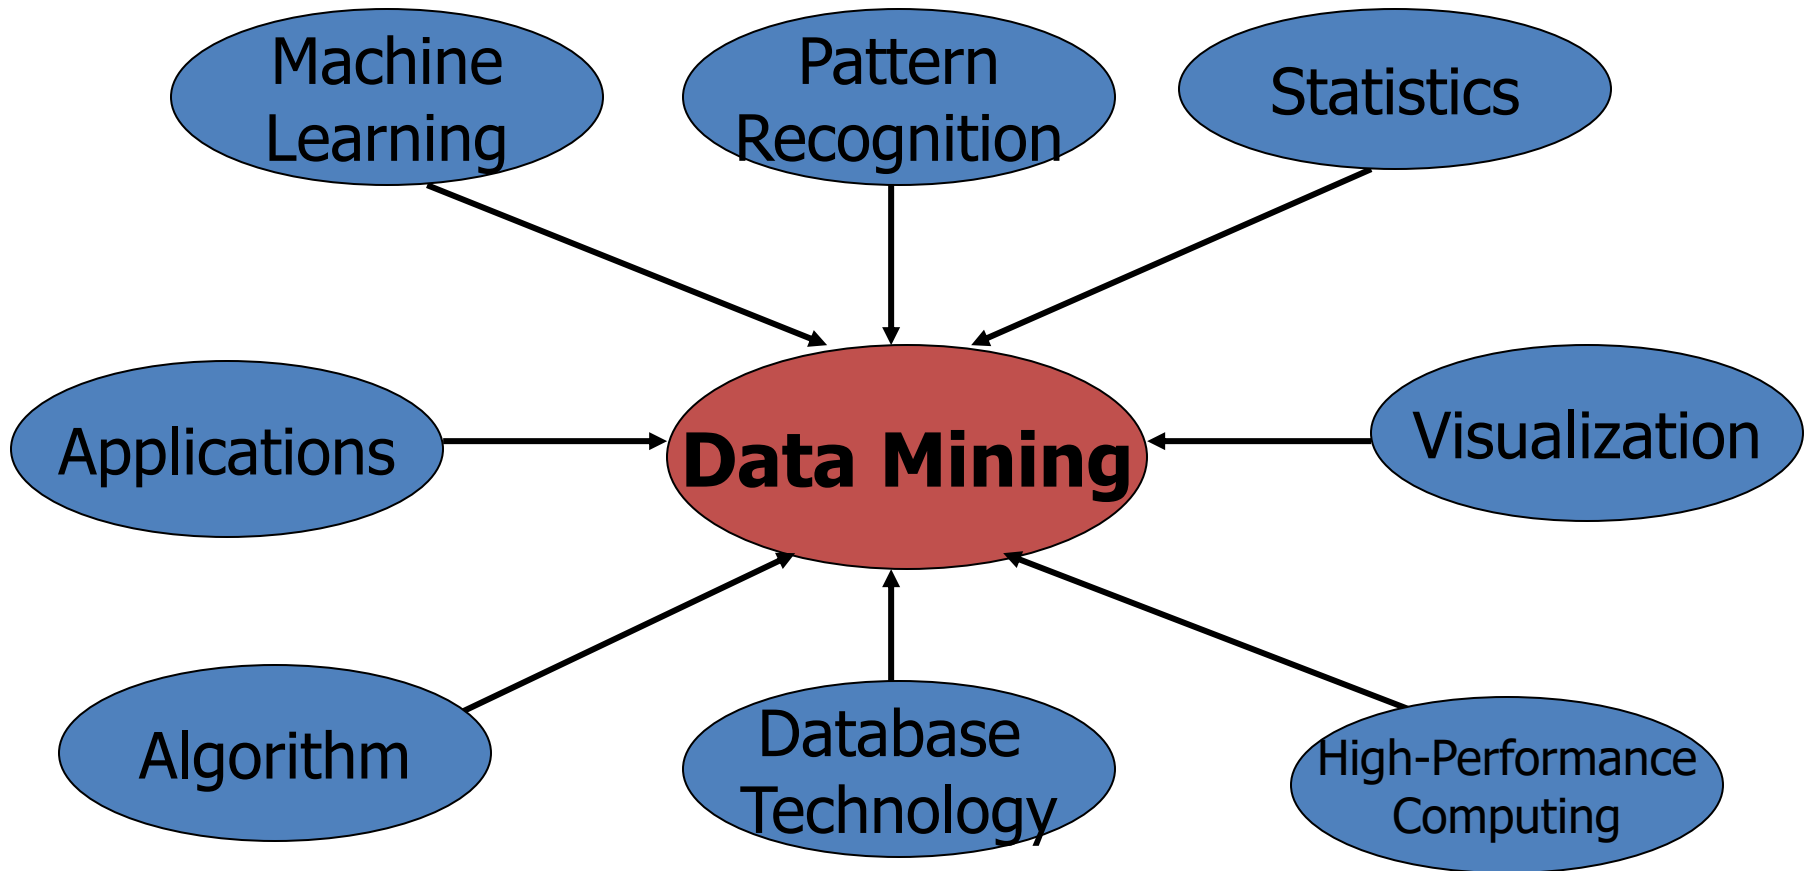 Machine
Learning
Pattern
Recognition
Statistics
Applications
Data Mining
Visualization
Algorithm
Database
Technology
High-Performance
Computing